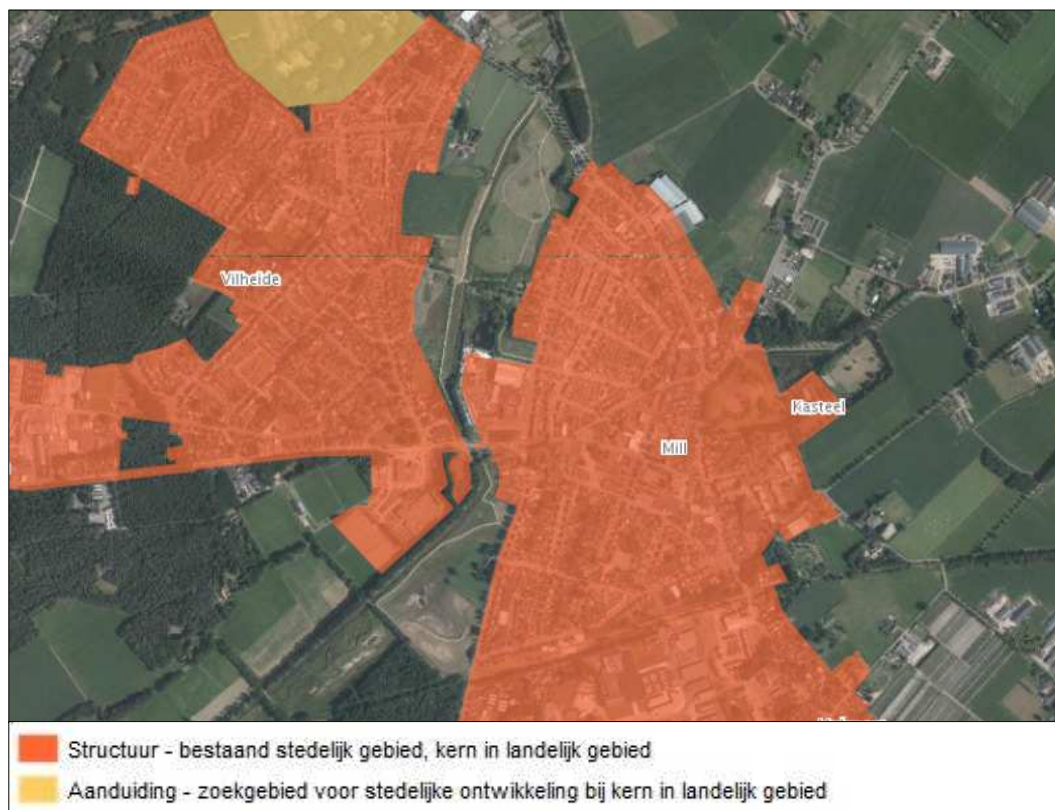 Vilheide
Kasteel
Mill
Structuur - bestaand stedelijk gebied, kern in landelijk gebied
Aanduiding - zoekgebied voor stedelijke ontwikkeling bij kern in landelijk gebied